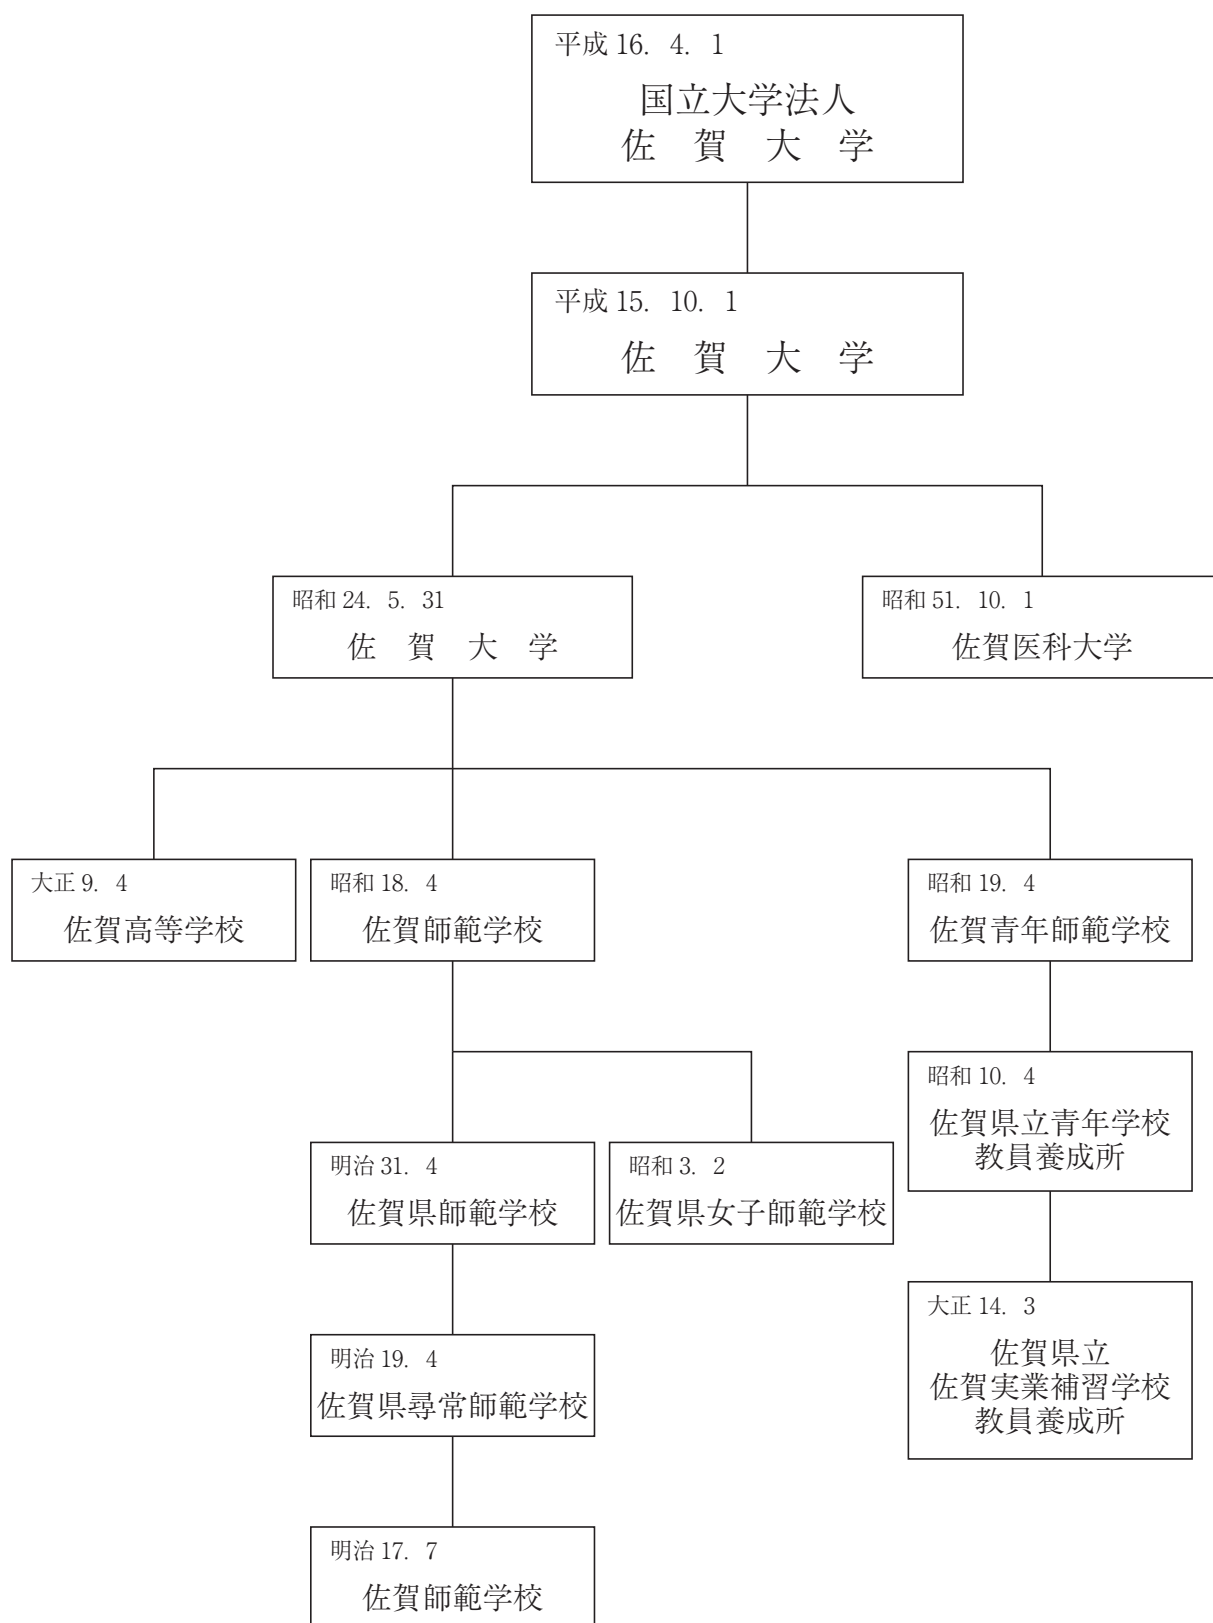 平成 16. 4. 1
国立大学法人
佐 賀 大 学
平成 15. 10. 1
佐 賀 大 学
昭和 24. 5. 31
佐 賀 大 学
昭和 51. 10. 1
佐賀医科大学
大正 9. 4
佐賀高等学校
昭和 18. 4
佐賀師範学校
昭和 19. 4
佐賀青年師範学校
昭和 10. 4
佐賀県立青年学校
教員養成所
明治 31. 4
佐賀県師範学校
昭和 3. 2
佐賀県女子師範学校
大正 14. 3
佐賀県立
佐賀実業補習学校
教員養成所
明治 19. 4
佐賀県尋常師範学校
明治 17. 7
佐賀師範学校